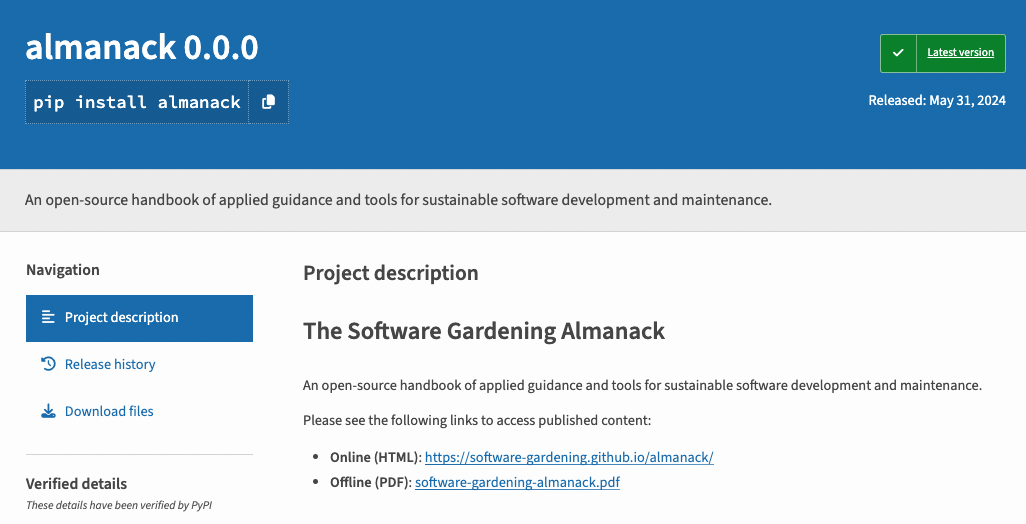 almanack 0.0.0
pip install almanack
Latest version
Released: May 31, 2024
An open-source handbook of applied guidance and tools for sustainable software development and maintenance.
Navigation
Project description
Release history
Download files
Verified details
These details have been verified by PyPI
Project description
The Software Gardening Almanack
An open-source handbook of applied guidance and tools for sustainable software development and maintenance.
Please see the following links to access published content:
• Online (HTML): https://software-gardening.github.io/almanack/
• Offline (PDF): software-gardening-almanack.pdf